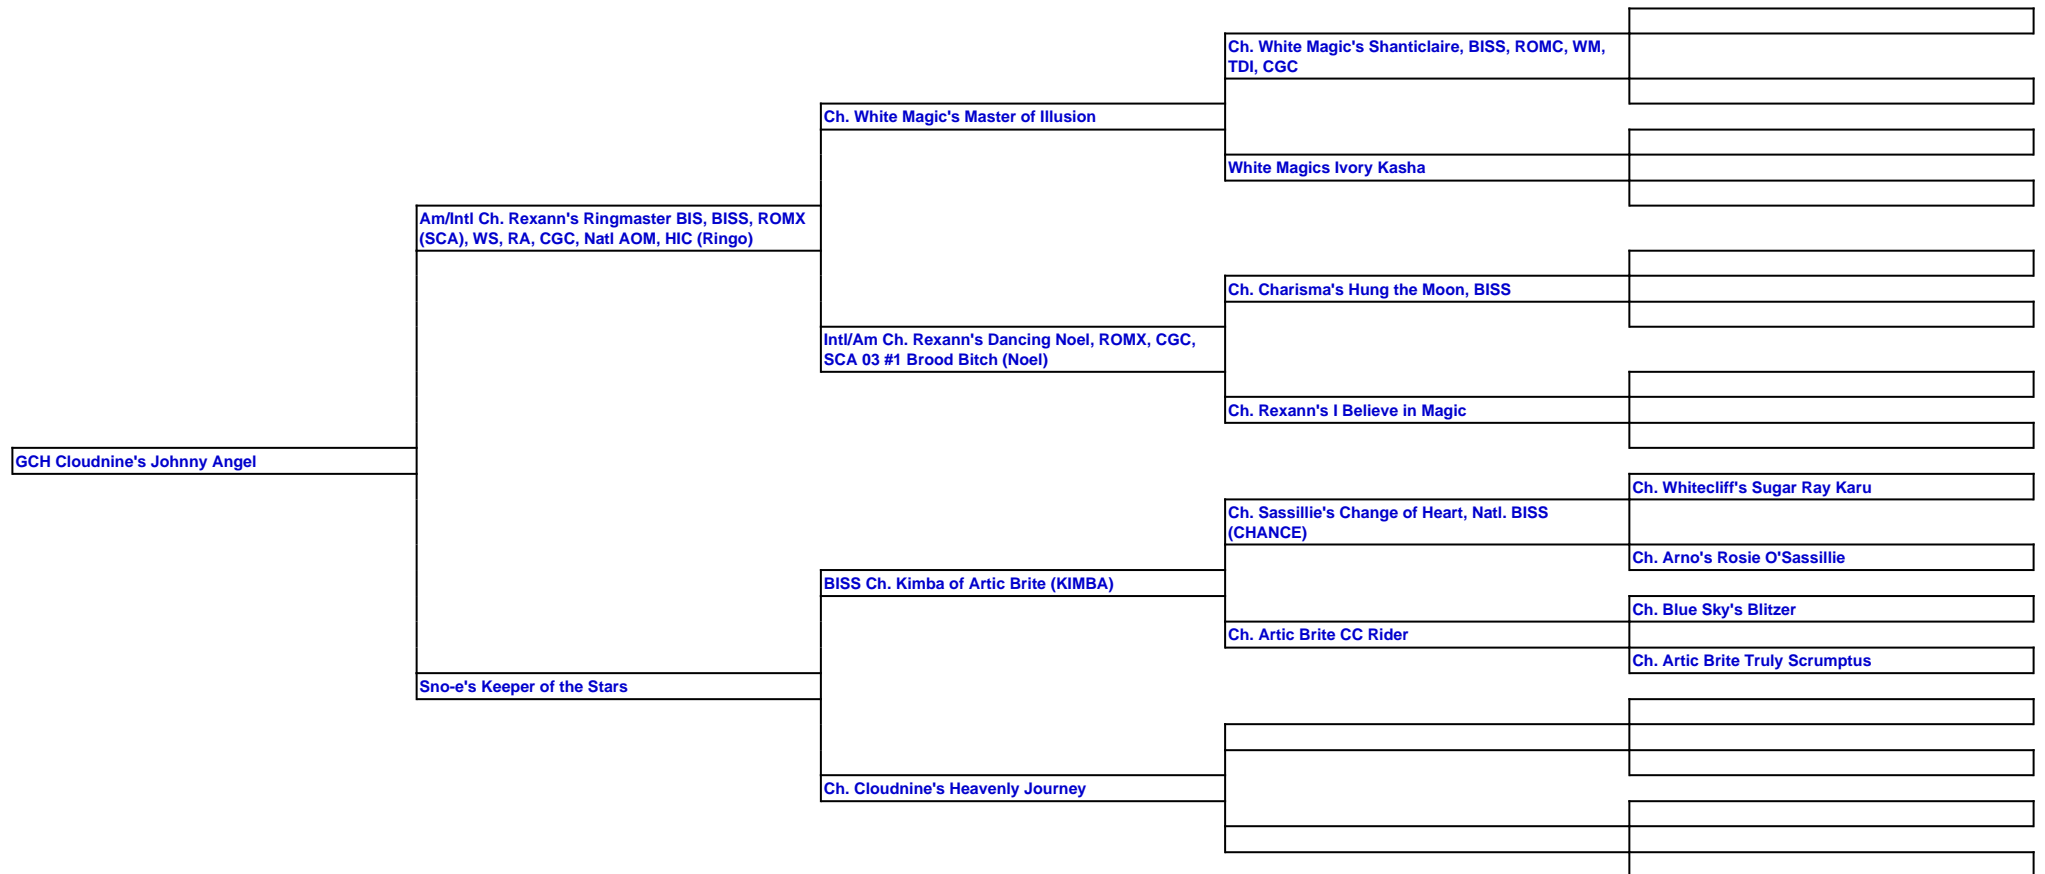 Ch. White Magic's Shanticlaire, BISS, ROMC, WM,
TDI, CGC
Ch. White Magic's Master of Illusion
White Magics Ivory Kasha
Am/Intl Ch. Rexann's Ringmaster BIS, BISS, ROMX
(SCA), WS, RA, CGC, Natl AOM, HIC (Ringo)
Ch. Charisma's Hung the Moon, BISS
Intl/Am Ch. Rexann's Dancing Noel, ROMX, CGC,
SCA 03 #1 Brood Bitch (Noel)
Ch. Rexann's I Believe in Magic
GCH Cloudnine's Johnny Angel
Ch. Whitecliff's Sugar Ray Karu
Ch. Sassillie's Change of Heart, Natl. BISS
(CHANCE)
Ch. Arno's Rosie O'Sassillie
BISS Ch. Kimba of Artic Brite (KIMBA)
Ch. Blue Sky's Blitzer
Ch. Artic Brite CC Rider
Ch. Artic Brite Truly Scrumptus
Sno-e's Keeper of the Stars
Ch. Cloudnine's Heavenly Journey